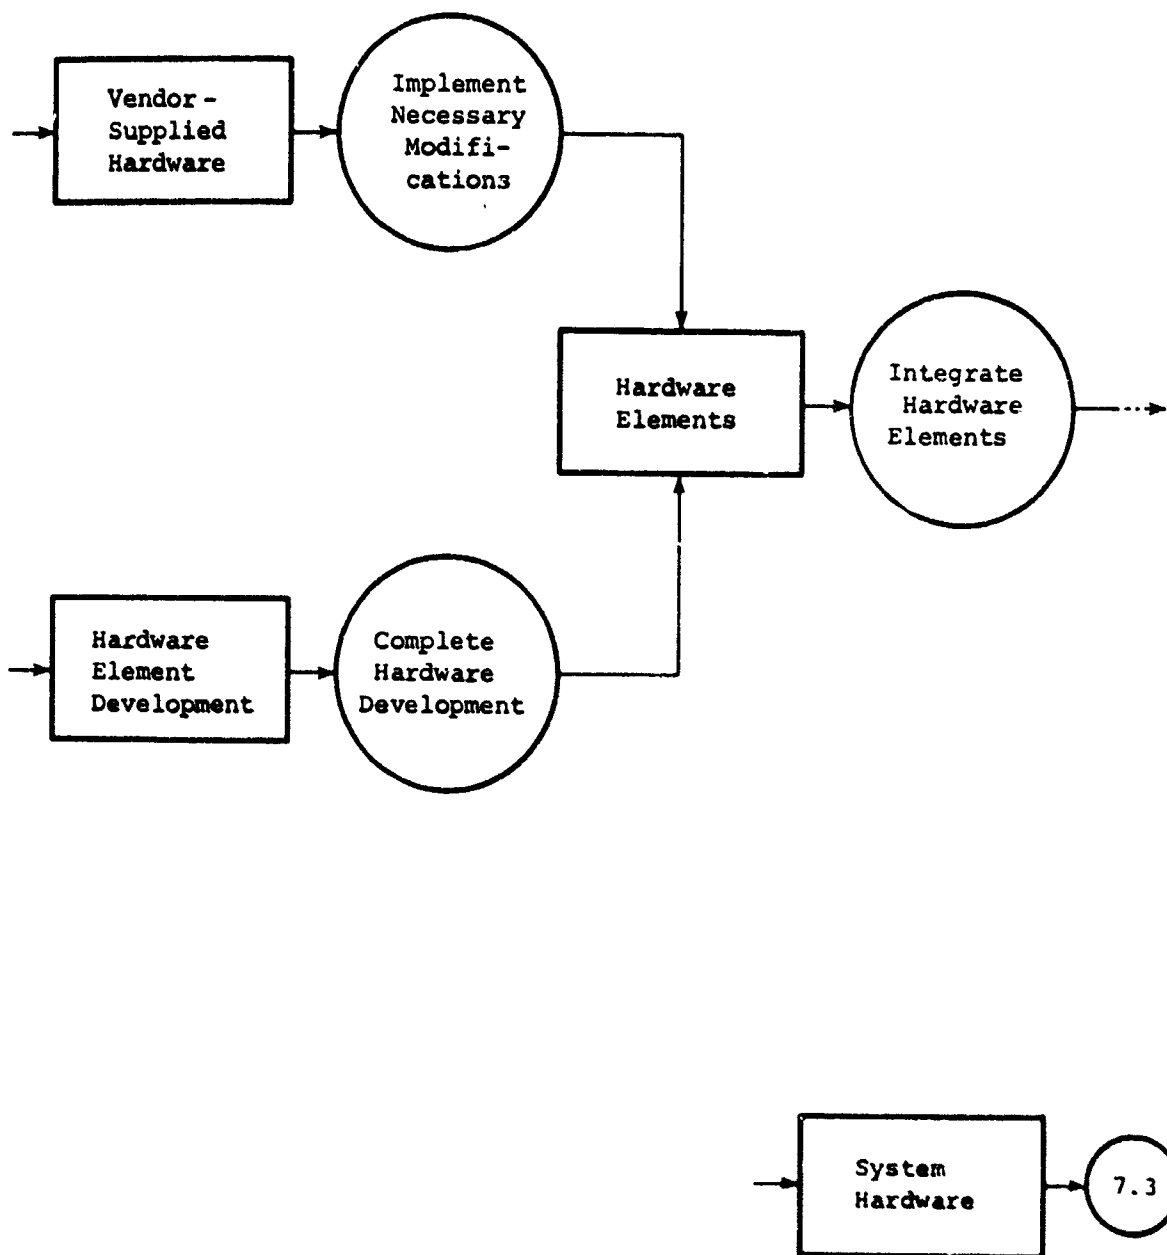 Vendor-
Supplied
Hardware
Implement
Necessary
Modifi-
cations
Hardware
Elements
Integrate
Hardware
Elements
Hardware
Element
Development
Complete
Hardware
Development
System
Hardware
7.3